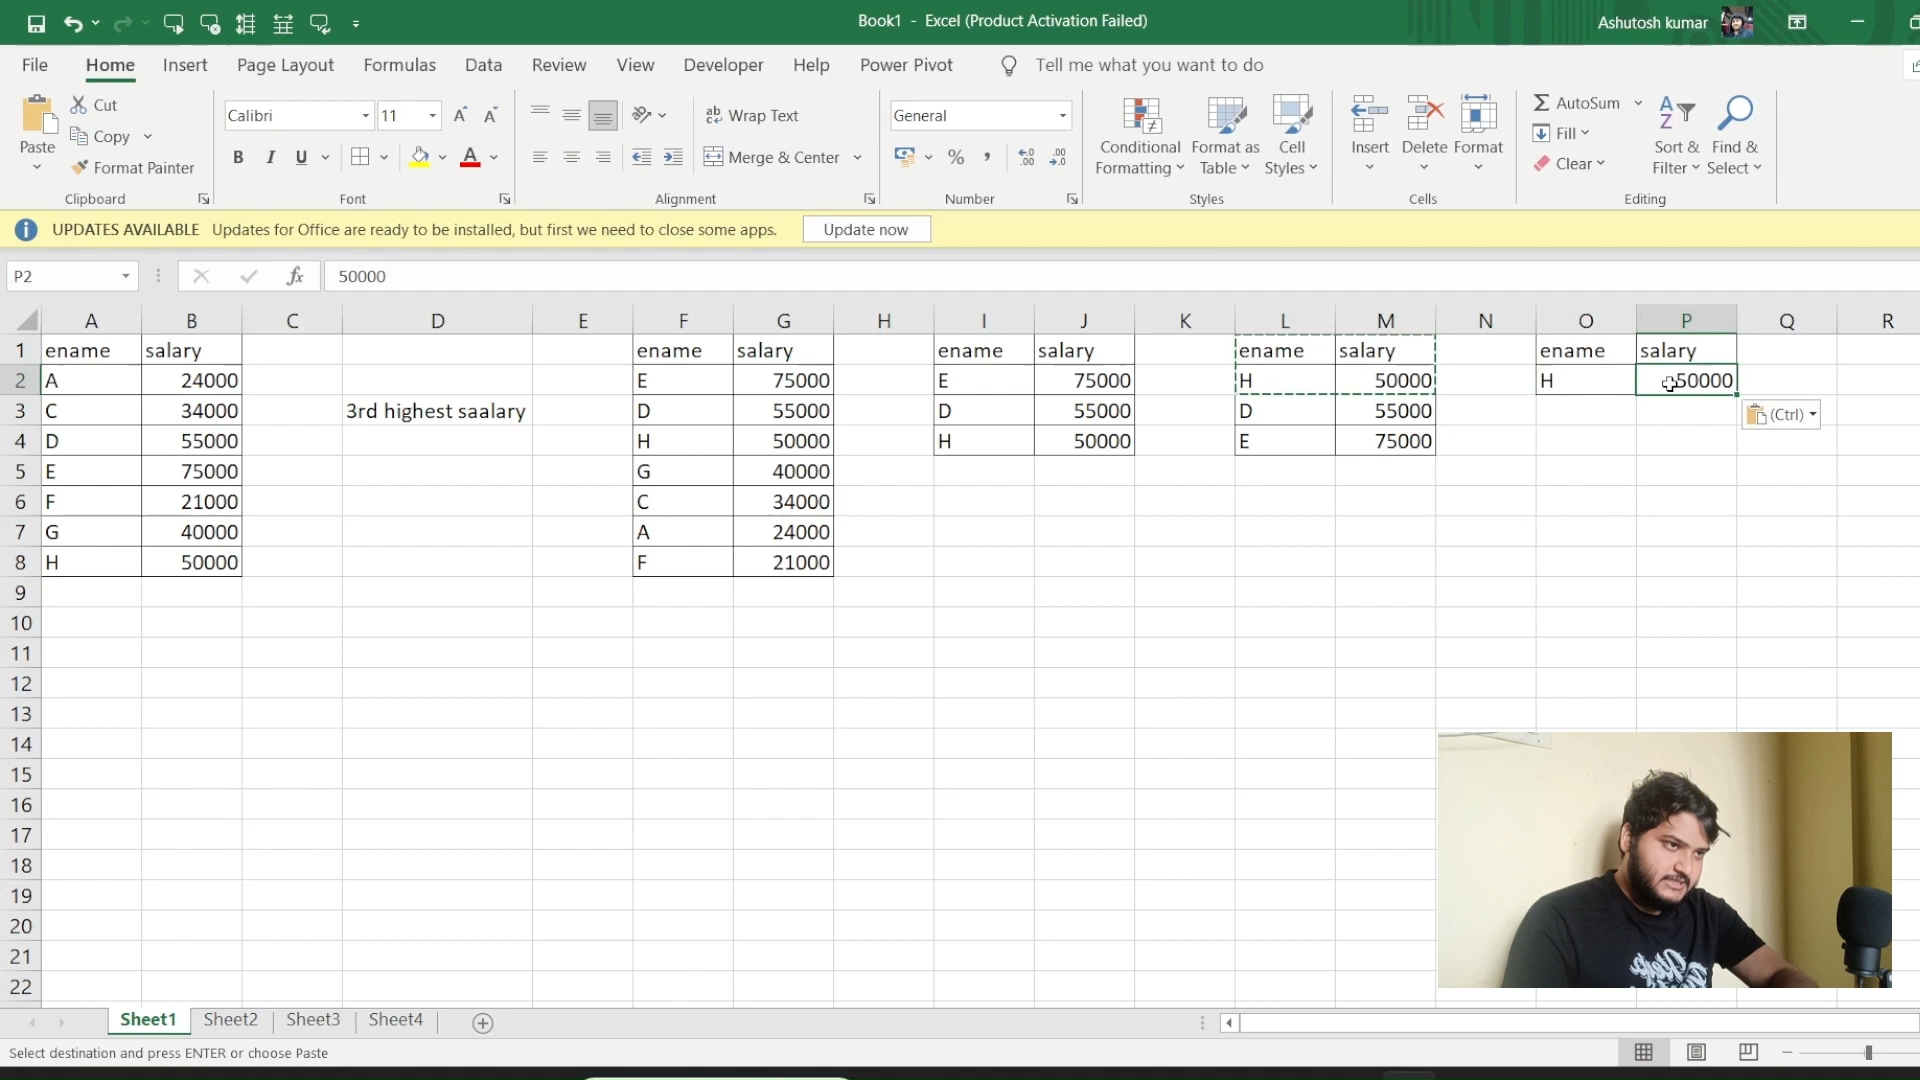 Book1 - Excel (Product Activation Failed)
Ashutosh kumar
File Home Insert Page Layout Formulas Data Review View Developer Help Power Pivot Tell me what you want to do
Paste
Cut
Copy
Format Painter
Clipboard
Calibri 11
B I U
Font
Wrap Text
Merge & Center
Alignment
General
Number
Conditional Formatting
Format as Table
Cell Styles
Styles
Insert Delete Format
Cells
AutoSum
Fill
Clear
Sort & Filter
Find & Select
Editing
UPDATES AVAILABLE Updates for Office are ready to be installed, but first we need to close some apps. Update now
P2 fx 50000
A B C D E F G H I J K L M N O P Q R
1 ename salary ename salary ename salary ename salary ename salary
2 A 24000 E 75000 E 75000 H 50000 H 50000
3 C 34000 3rd highest saalary D 55000 D 55000 D 55000 (Ctrl)
4 D 55000 H 50000 H 50000 E 75000
5 E 75000 G 40000
6 F 21000 C 34000
7 G 40000 A 24000
8 H 50000 F 21000
9
10
11
12
13
14
15
16
17
18
19
20
21
22
Sheet1 Sheet2 Sheet3 Sheet4
Select destination and press ENTER or choose Paste